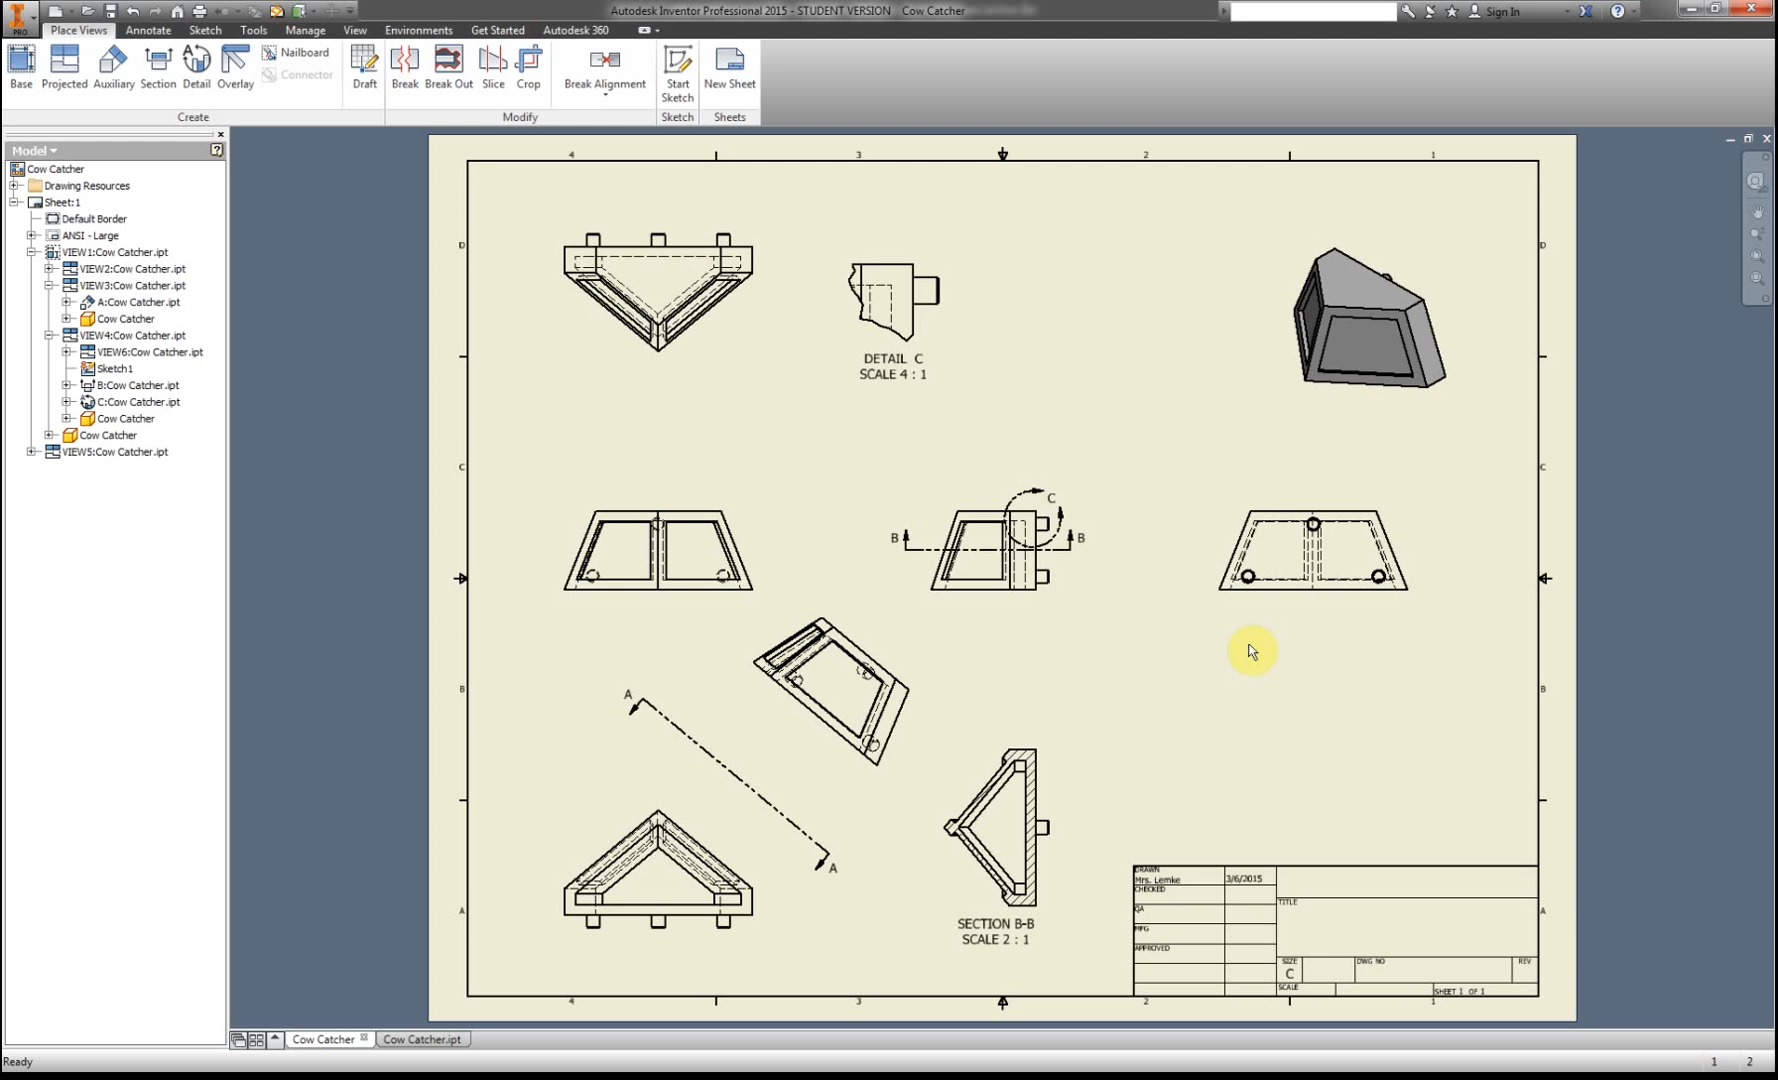 Autodesk Inventor Professional 2015 - STUDENT VERSION Cow Catcher
Sign In
PRO
Place Views Annotate Sketch Tools Manage View Environments Get Started Autodesk 360
Base Projected Auxiliary Section Detail Overlay
Nailboard
Connector
Draft
Break Break Out Slice Crop
Break Alignment
Start Sketch
New Sheet
Create
Modify
Sketch
Sheets
Model
Cow Catcher
Drawing Resources
Sheet:1
Default Border
ANSI - Large
VIEW1:Cow Catcher.ipt
VIEW2:Cow Catcher.ipt
VIEW3:Cow Catcher.ipt
A:Cow Catcher.ipt
Cow Catcher
VIEW4:Cow Catcher.ipt
VIEW6:Cow Catcher.ipt
Sketch1
B:Cow Catcher.ipt
C:Cow Catcher.ipt
Cow Catcher
Cow Catcher
VIEW5:Cow Catcher.ipt
4 3 2 1
D D
DETAIL C
SCALE 4 : 1
C C
C
B B
B B
A
A
SECTION B-B
SCALE 2 : 1
A A
DRAWN
Mrs. Lemke 3/6/2015
CHECKED
QA
MFG
APPROVED
TITLE
SIZE
C
DWG NO
REV
SCALE
SHEET 1 OF 1
4 3 2 1
Cow Catcher Cow Catcher.ipt
Ready
1 2